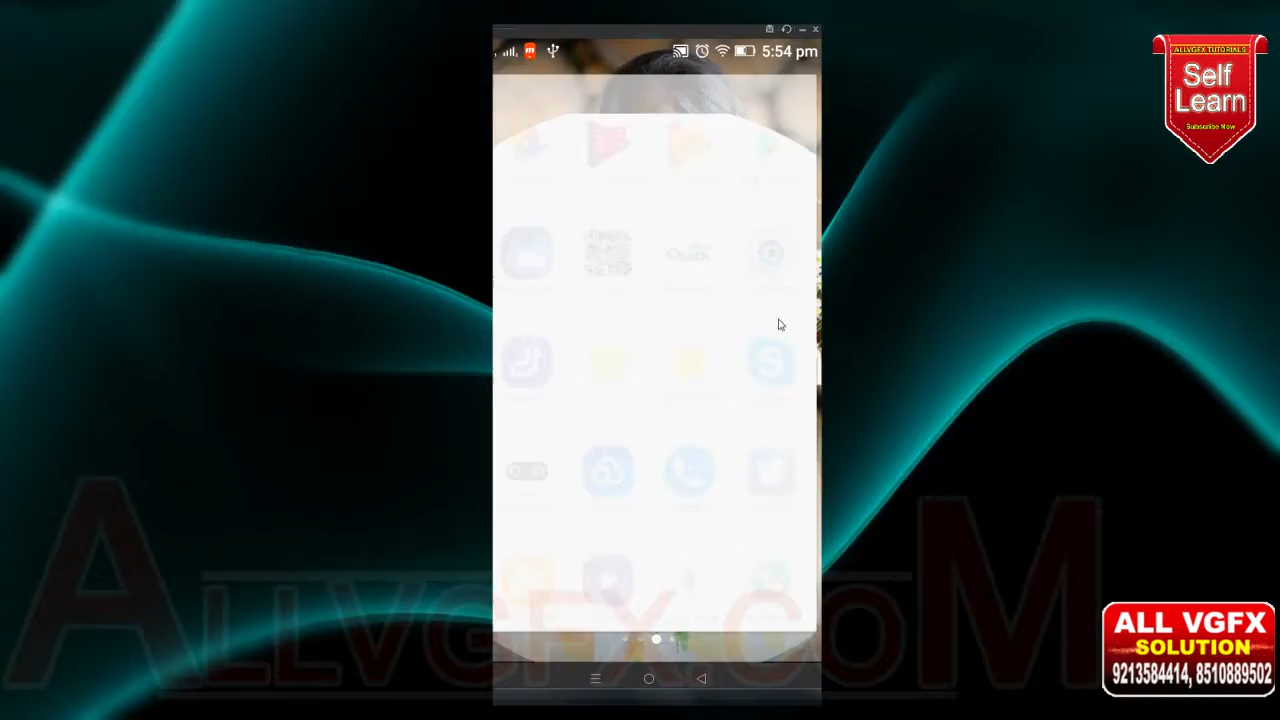 5:54 pm
ALLVGFX TUTORIALS
Self
Learn
Subscribe Now
ALLVGFX.COM
ALL VGFX
SOLUTION
9213584414, 8510889502